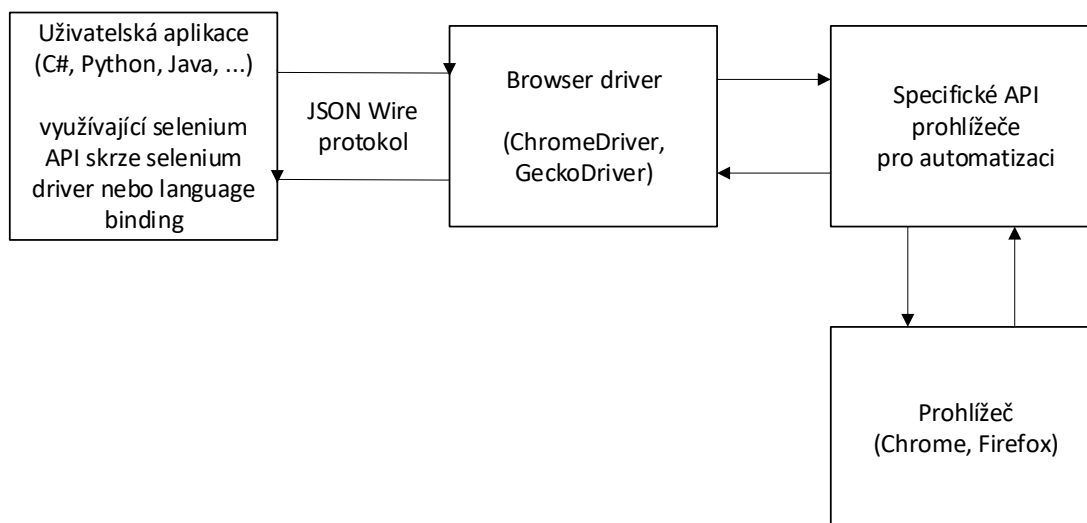 Uživatelská aplikace
(C#, Python, Java, ...)
využívající selenium
API skrze selenium
driver nebo language
binding
JSON Wire
protokol
Browser driver
(ChromeDriver,
GeckoDriver)
Specifické API
prohlížeče
pro automatizaci
Prohlížeč
(Chrome, Firefox)